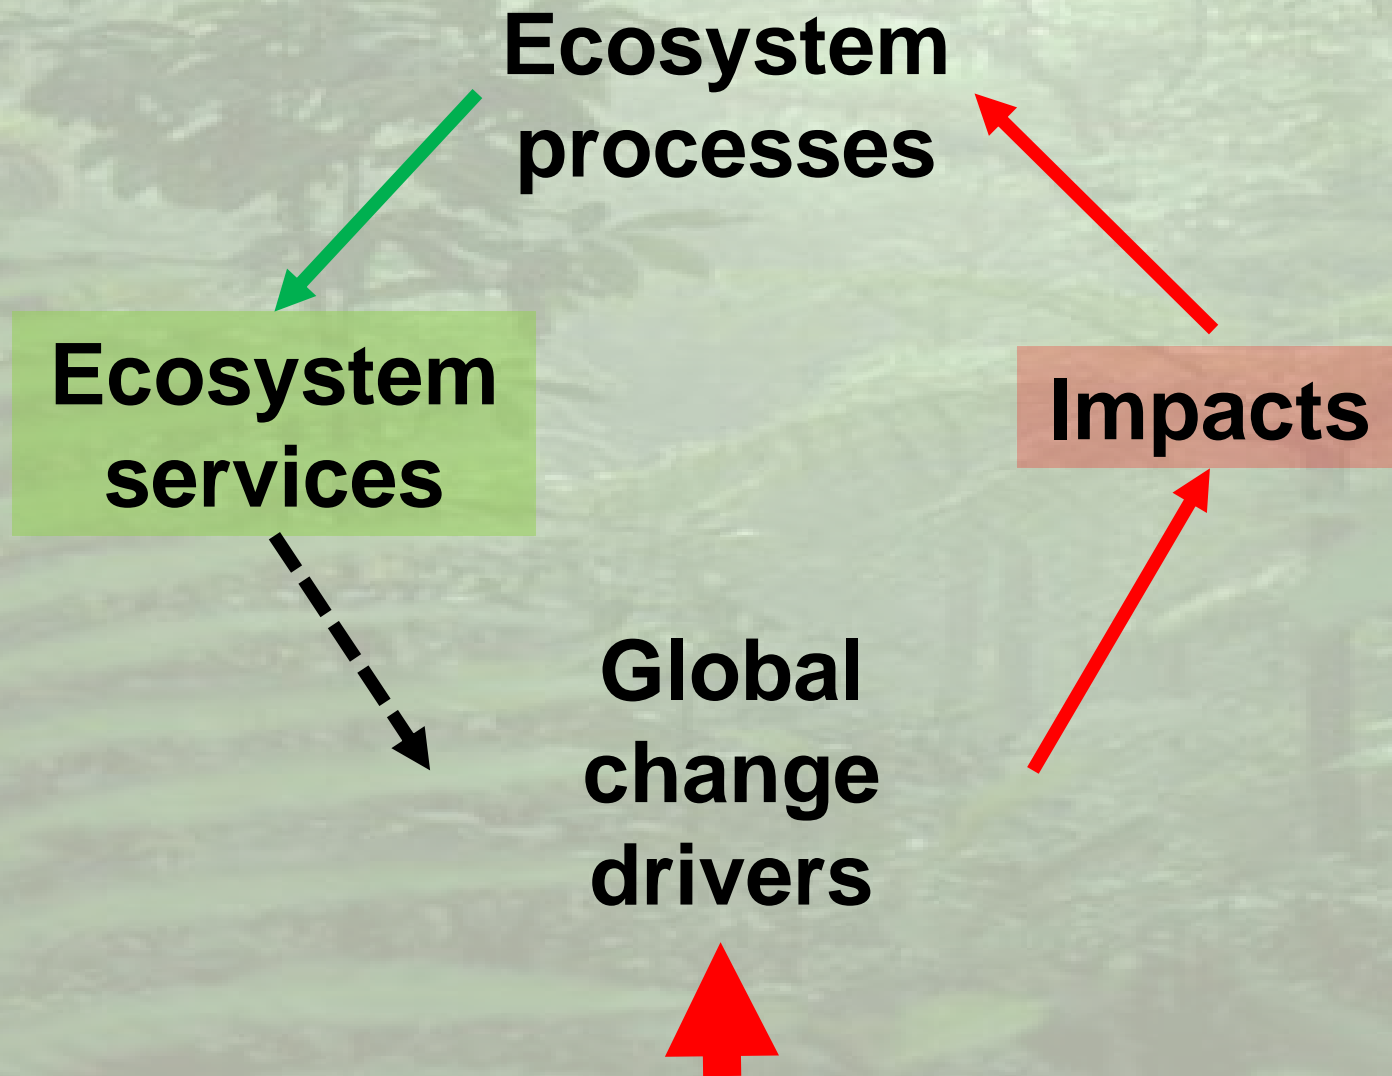 Ecosystem
processes
Ecosystem
services
Impacts
Global
change
drivers